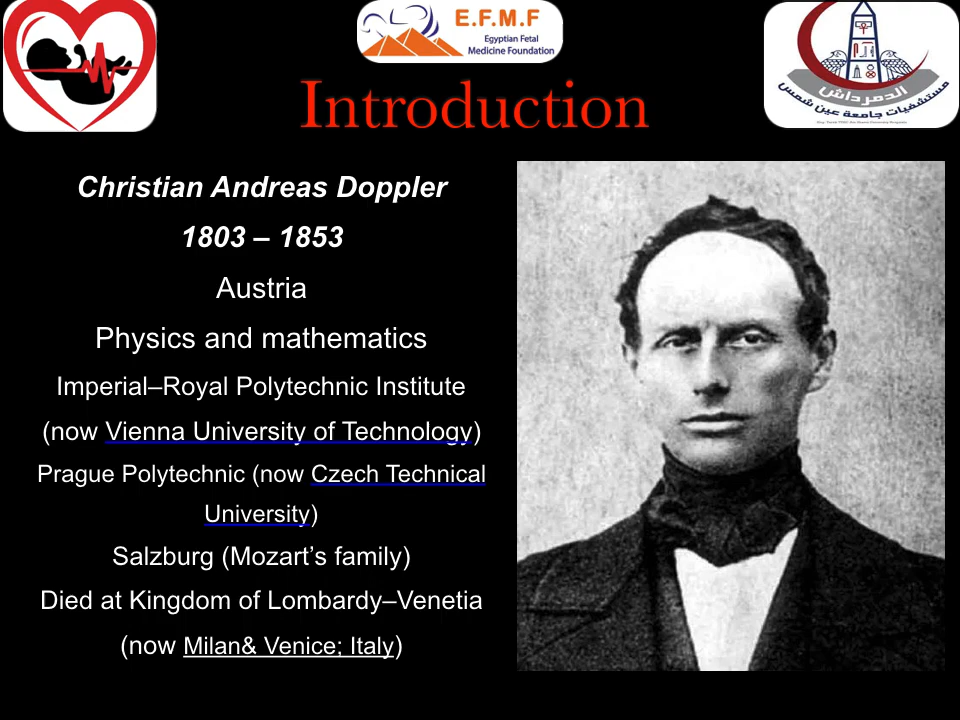 E.F.M.F
Egyptian Fetal
Medicine Foundation
الدمرداش
مستشفيات جامعة عين شمس
Introduction
Christian Andreas Doppler
1803 – 1853
Austria
Physics and mathematics
Imperial–Royal Polytechnic Institute
(now Vienna University of Technology)
Prague Polytechnic (now Czech Technical
University)
Salzburg (Mozart’s family)
Died at Kingdom of Lombardy–Venetia
(now Milan& Venice; Italy)